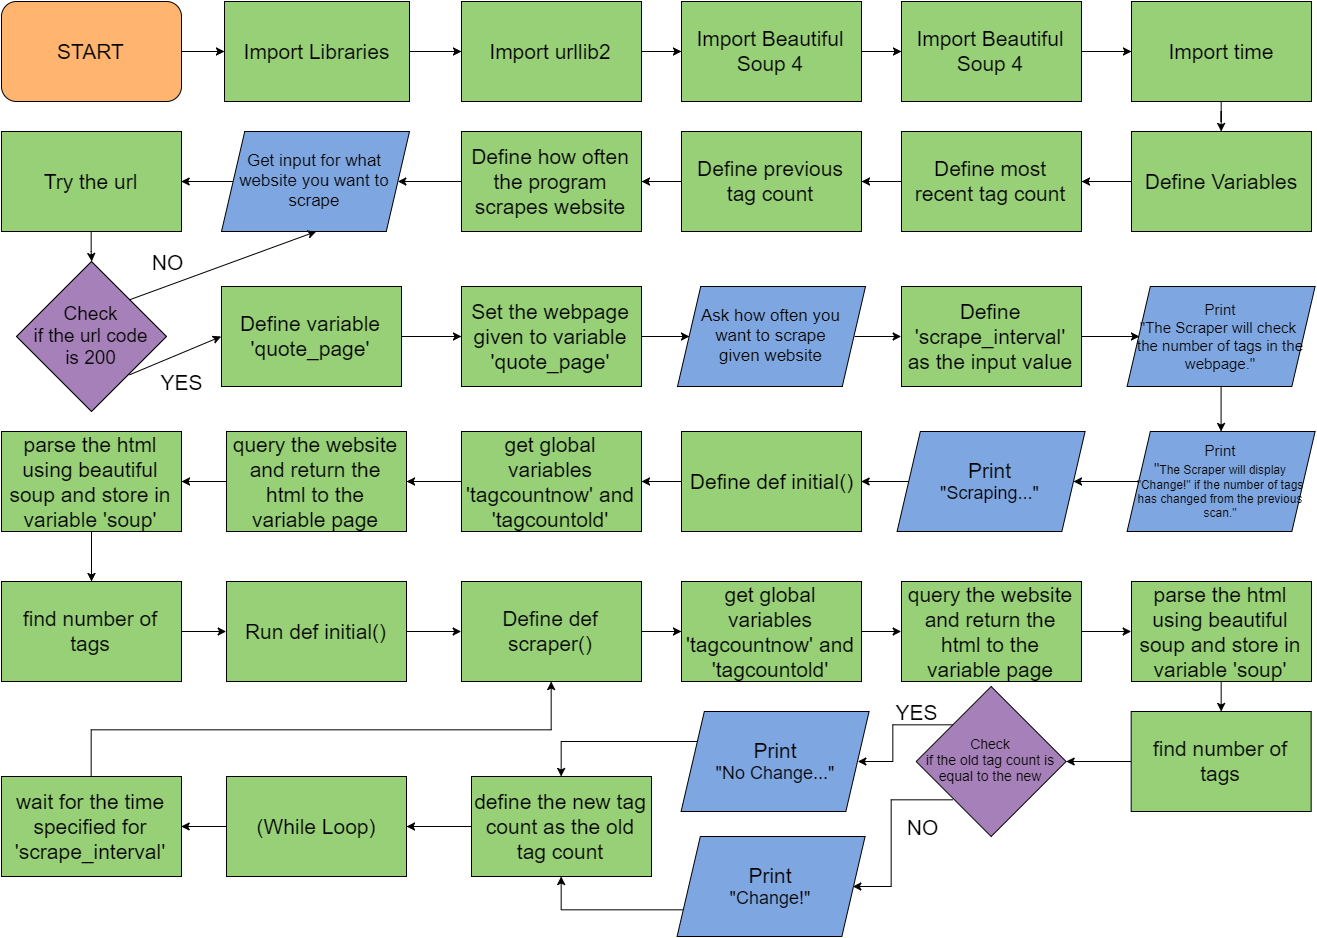 START
Import Libraries
Import urllib2
Import Beautiful
Soup 4
Import Beautiful
Soup 4
Import time
Try the url
Get input for what
website you want to
scrape
Define how often
the program
scrapes website
Define previous
tag count
Define most
recent tag count
Define Variables
NO
Check
if the url code
is 200
YES
Define variable
'quote_page'
Set the webpage
given to variable
'quote_page'
Ask how often you
want to scrape
given website
Define
'scrape_interval'
as the input value
Print
"The Scraper will check
the number of tags in the
webpage."
parse the html
using beautiful
soup and store in
variable 'soup'
query the website
and return the
html to the
variable page
get global
variables
'tagcountnow' and
'tagcountold'
Define def initial()
Print
"Scraping..."
Print
"The Scraper will display
"Change!" if the number of tags
has changed from the previous
scan."
find number of
tags
Run def initial()
Define def
scraper()
get global
variables
'tagcountnow' and
'tagcountold'
query the website
and return the
html to the
variable page
parse the html
using beautiful
soup and store in
variable 'soup'
wait for the time
specified for
'scrape_interval'
(While Loop)
define the new tag
count as the old
tag count
Print
"No Change..."
YES
Check
if the old tag count is
equal to the new
find number of
tags
NO
Print
"Change!"